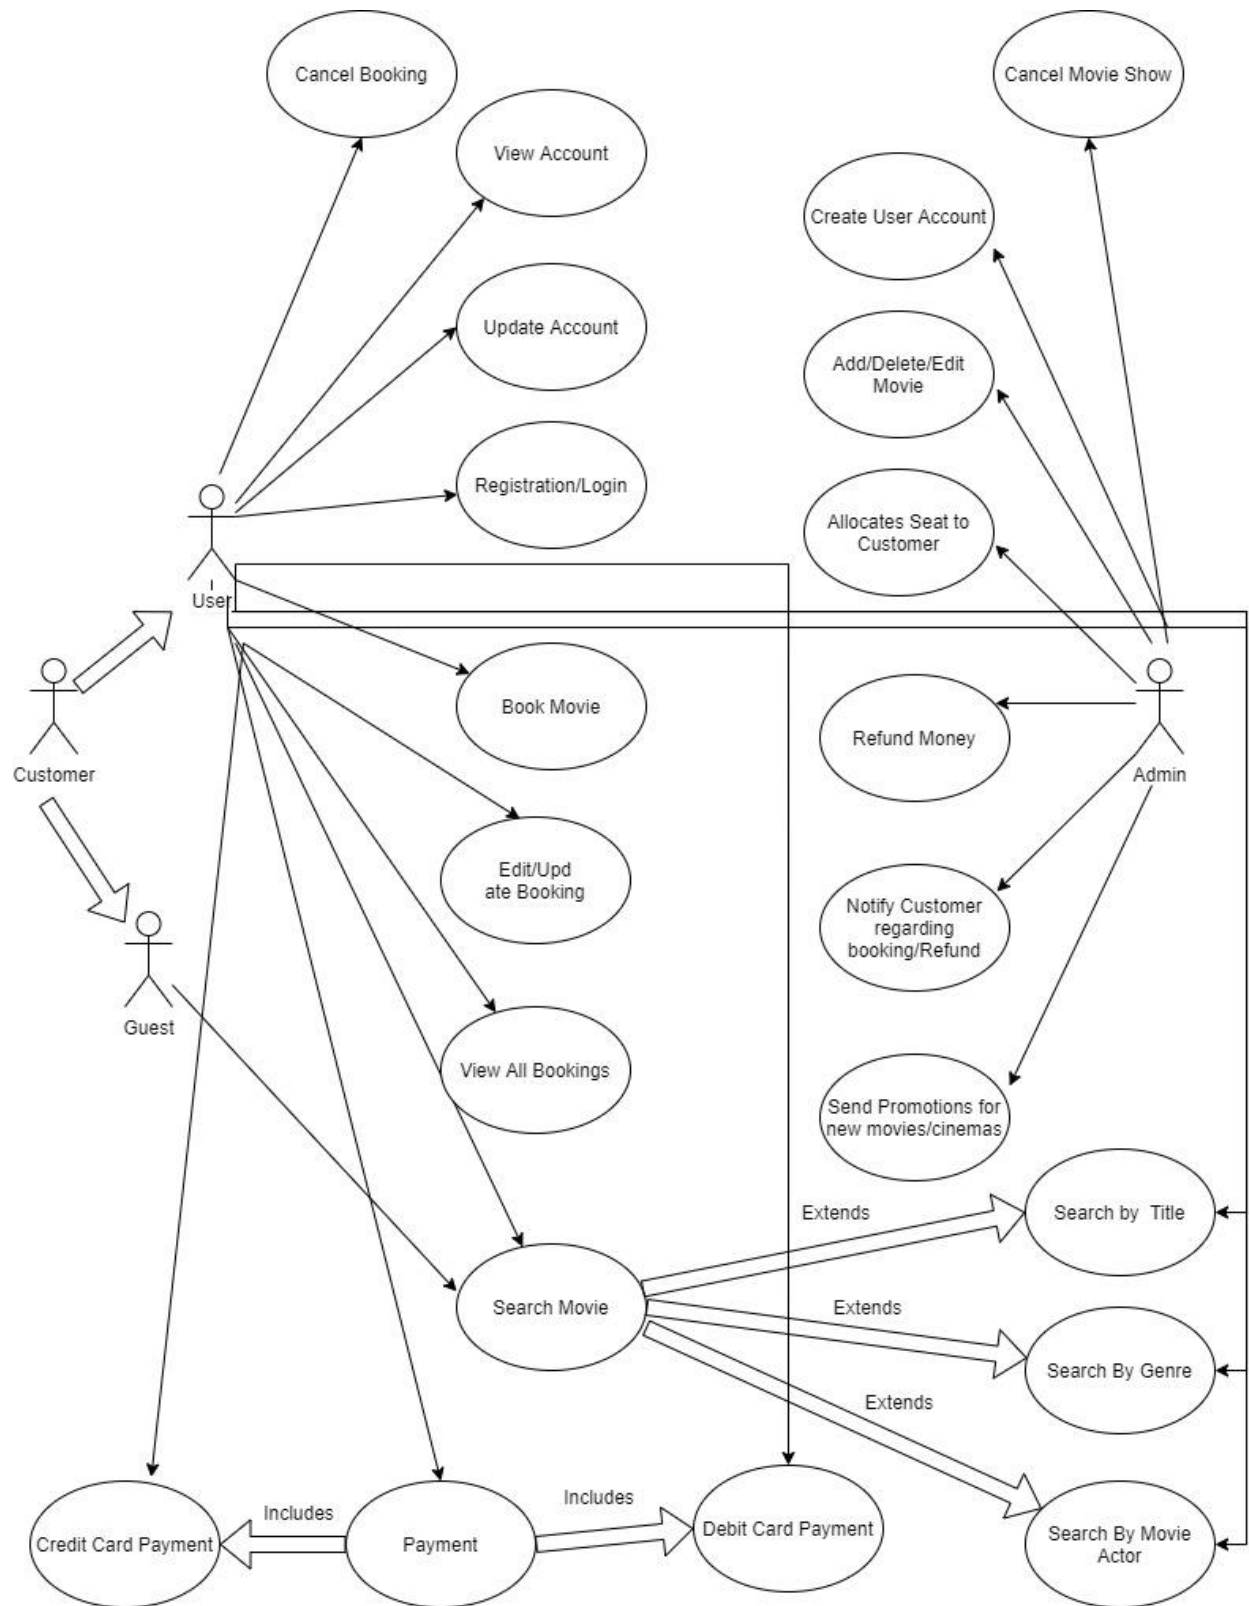 Cancel Booking
Cancel Movie Show
View Account
Create User Account
Update Account
Add/Delete/Edit
Movie
Registration/Login
Allocates Seat to
Customer
User
Book Movie
Refund Money
Customer
Admin
Edit/Upd
ate Booking
Notify Customer
regarding
booking/Refund
Guest
View All Bookings
Send Promotions for
new movies/cinemas
Extends
Search by  Title
Search Movie
Extends
Search By Genre
Extends
Includes
Includes
Credit Card Payment
Payment
Debit Card Payment
Search By Movie
Actor